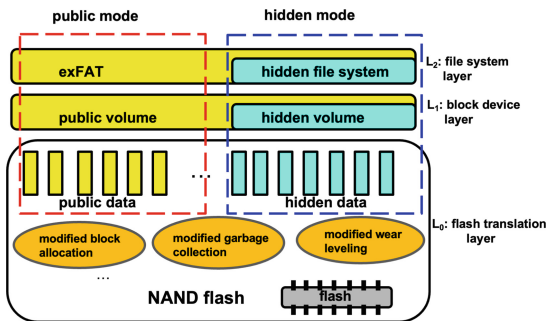 public mode
hidden mode
exFAT
hidden file system
L₂: file system
layer
public volume
hidden volume
L₁: block device
layer
...
public data
hidden data
L₀: flash translation
layer
modified block
allocation
modified garbage
collection
modified wear
leveling
...
NAND flash
flash